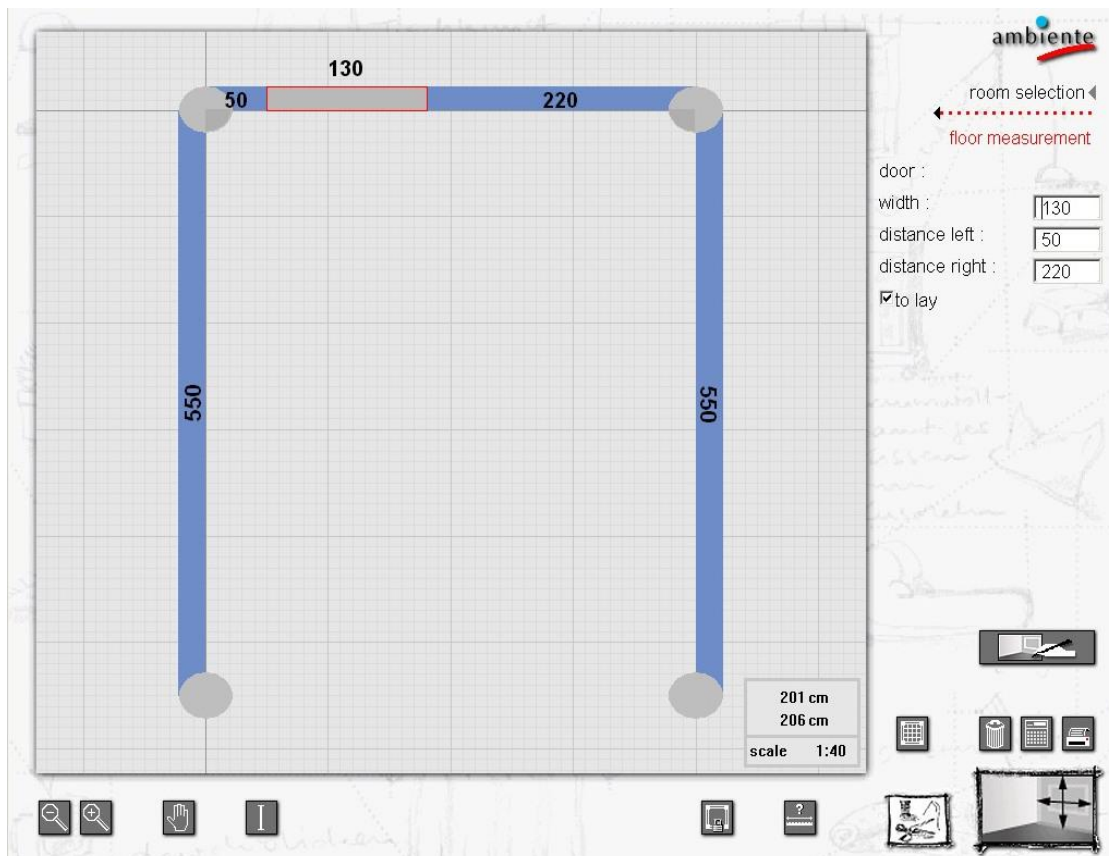 130
50
220
550
550
201 cm
206 cm
scale 1:40
ambiente
room selection
floor measurement
door :
width : 130
distance left : 50
distance right : 220
to lay
?